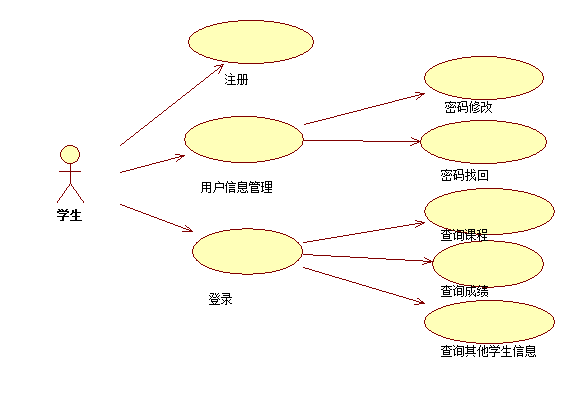 注册
密码修改
密码找回
用户信息管理
学生
查询课程
查询成绩
登录
查询其他学生信息